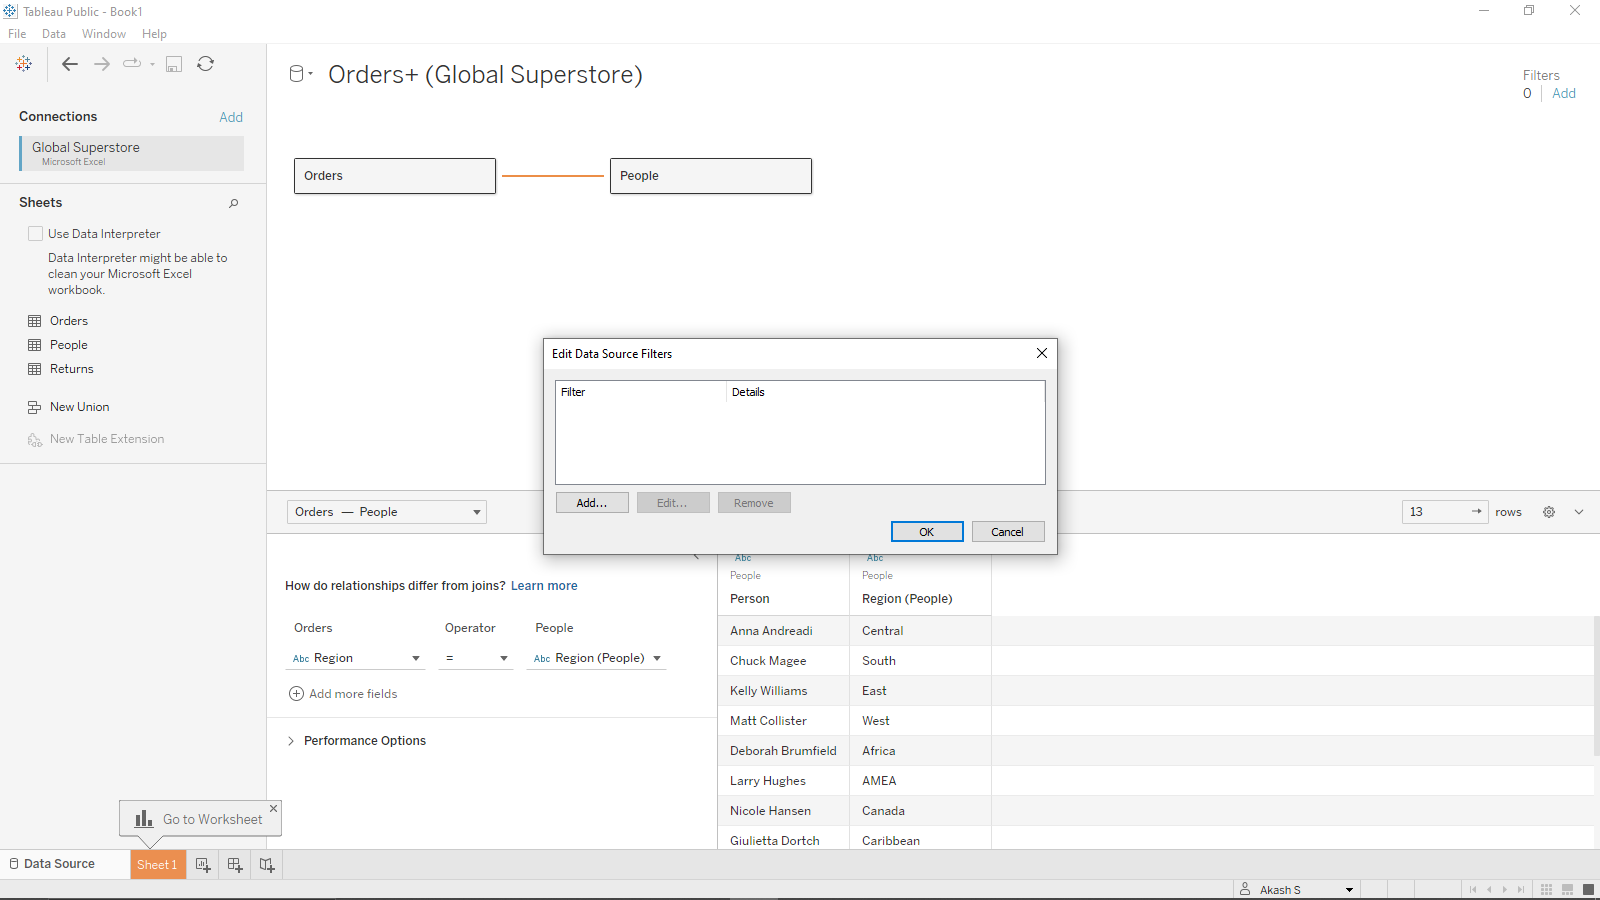 Tableau Public - Book1
File Data Window Help
Connections Add
Global Superstore
Microsoft Excel
Sheets
Use Data Interpreter
Data Interpreter might be able to
clean your Microsoft Excel
workbook.
Orders
People
Returns
New Union
New Table Extension
Orders+ (Global Superstore)
Filters
0 Add
Orders People
Edit Data Source Filters
Filter Details
Add... Edit... Remove
OK Cancel
Orders — People
13 rows
How do relationships differ from joins? Learn more
Orders Operator People
Abc Region = Abc Region (People)
Add more fields
Performance Options
Abc Abc
People People
Person Region (People)
Anna Andreadi Central
Chuck Magee South
Kelly Williams East
Matt Collister West
Deborah Brumfield Africa
Larry Hughes AMEA
Nicole Hansen Canada
Giulietta Dortch Caribbean
Go to Worksheet
Data Source Sheet 1
Akash S